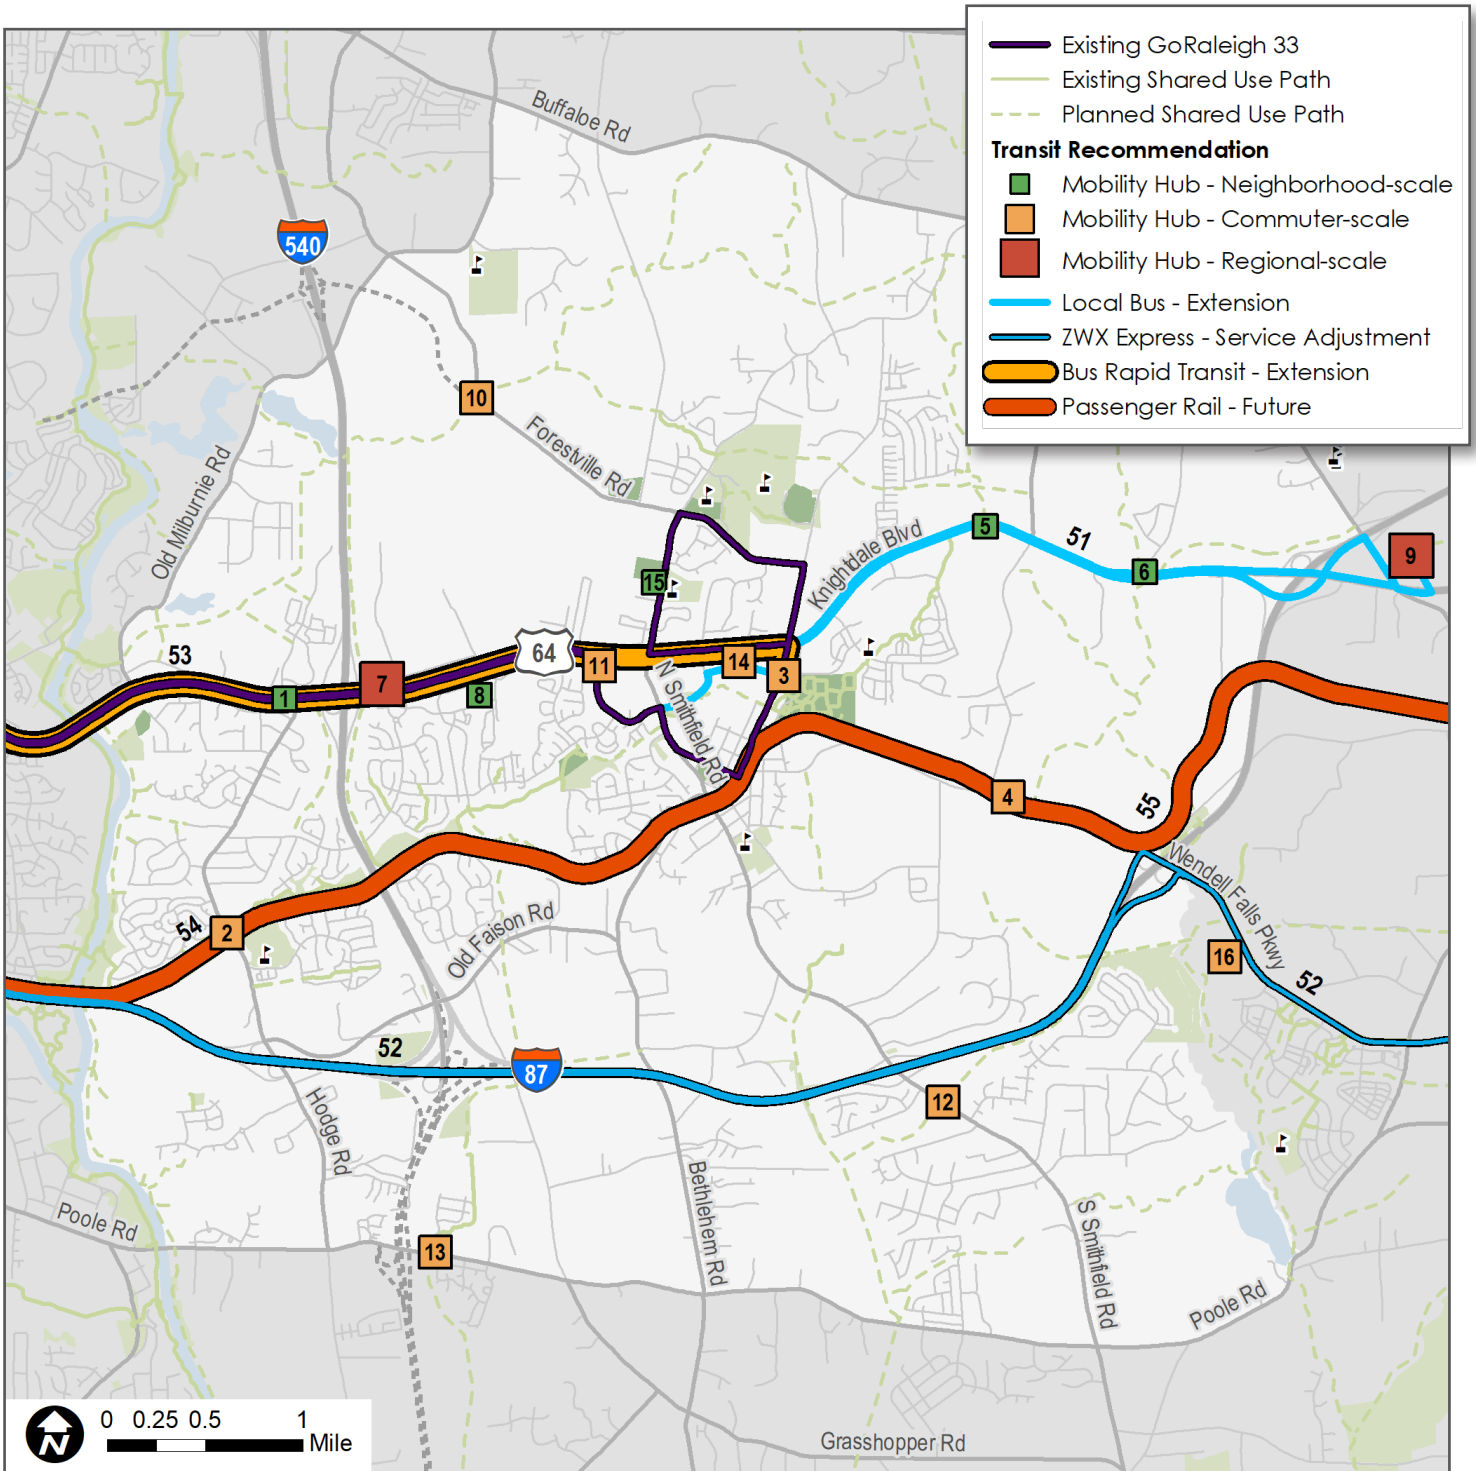 Existing GoRaleigh 33
Existing Shared Use Path
Planned Shared Use Path
Transit Recommendation
Mobility Hub - Neighborhood-scale
Mobility Hub - Commuter-scale
Mobility Hub - Regional-scale
Local Bus - Extension
ZWX Express - Service Adjustment
Bus Rapid Transit - Extension
Passenger Rail - Future
Buffaloe Rd
540
10
Forestville Rd
Old Milburnie Rd
Knightdale Blvd
5
51
6
9
15
53
64
11
14
3
1
7
8
N Smithfield Rd
4
55
Wendell Falls Pkwy
54
2
Old Faison Rd
16
52
52
87
12
Hodge Rd
Bethlehem Rd
S Smithfield Rd
Poole Rd
13
Poole Rd
Grasshopper Rd
N
0 0.25 0.5 1
Mile